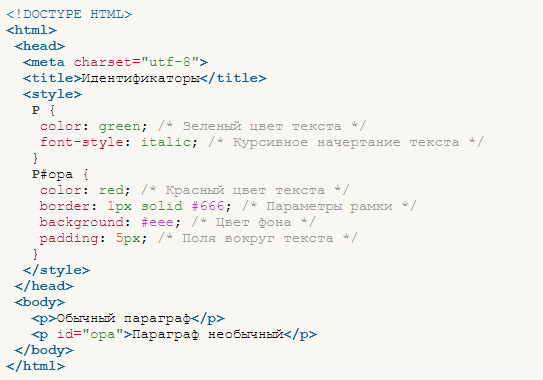 <!DOCTYPE HTML>
<html>
<head>
<meta charset="utf-8">
<title>Идентификаторы</title>
<style>
P {
color: green; /* Зеленый цвет текста */
font-style: italic; /* Курсивное начертание текста */
}
P#opa {
color: red; /* Красный цвет текста */
border: 1px solid #666; /* Параметры рамки */
background: #eee; /* Цвет фона */
padding: 5px; /* Поля вокруг текста */
}
</style>
</head>
<body>
<p>Обычный параграф</p>
<p id="opa">Параграф необычный</p>
</body>
</html>